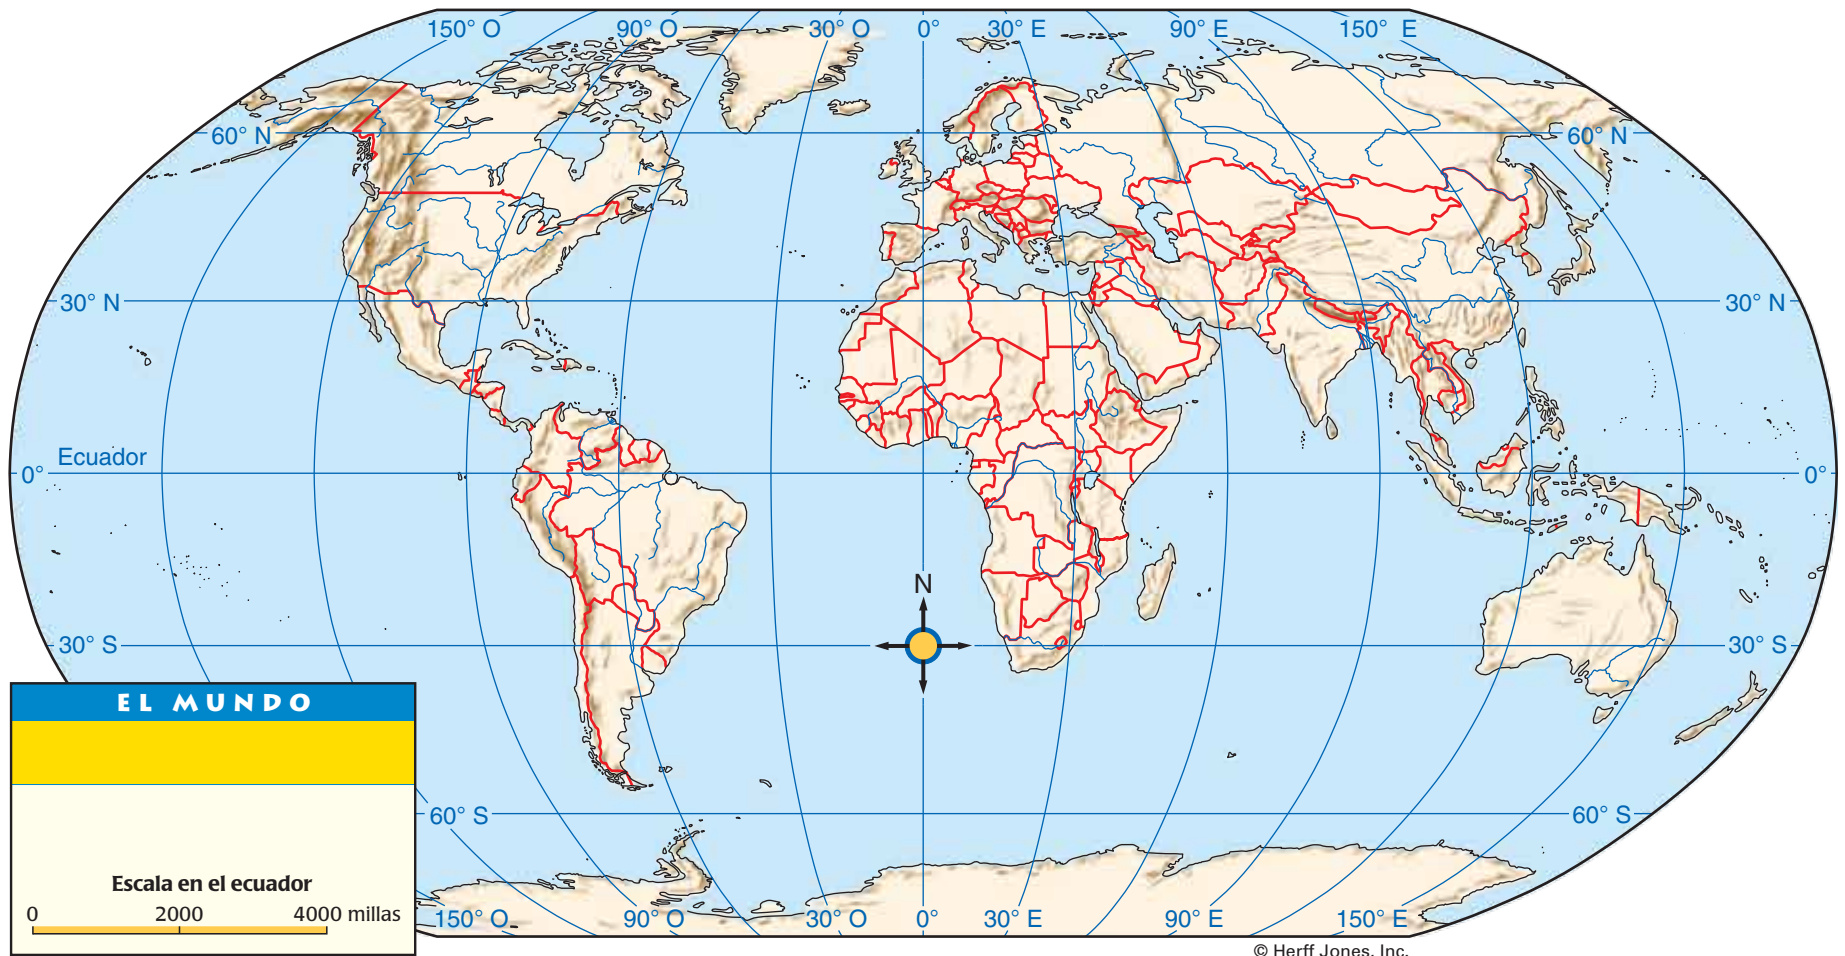 150° O 90° O 30° O 0° 30° E 90° E 150° E
60° N 60° N
30° N 30° N
Ecuador
0° 0°
N
30° S 30° S
EL MUNDO
60° S 60° S
Escala en el ecuador
0 2000 4000 millas
150° O 90° O 30° O 0° 30° E 90° E 150° E
© Herff Jones, Inc.